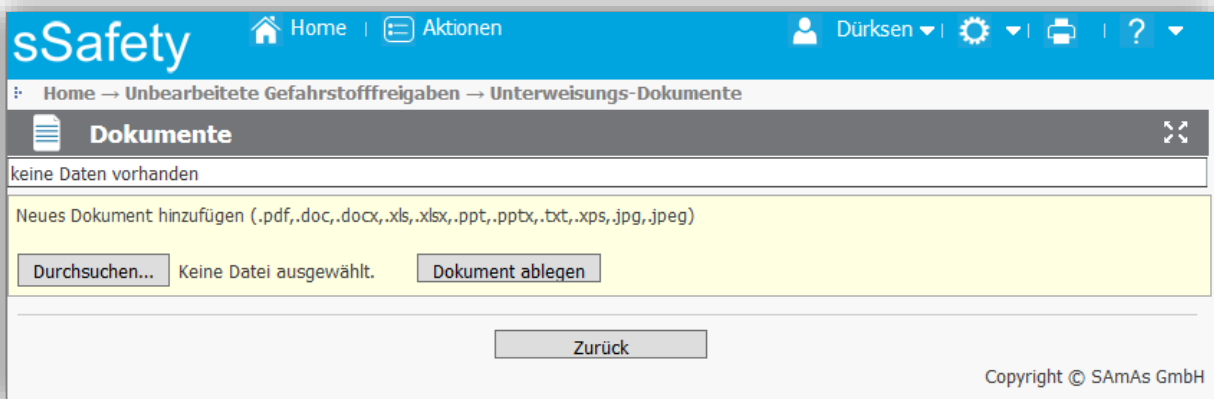 sSafety Home | Aktionen Dürksen | | | ?
Home → Unbearbeitete Gefahrstofffreigaben → Unterweisungs-Dokumente
Dokumente
keine Daten vorhanden
Neues Dokument hinzufügen (.pdf,.doc,.docx,.xls,.xlsx,.ppt,.pptx,.txt,.xps,.jpg,.jpeg)
Durchsuchen... Keine Datei ausgewählt. Dokument ablegen
Zurück
Copyright © SAmAs GmbH